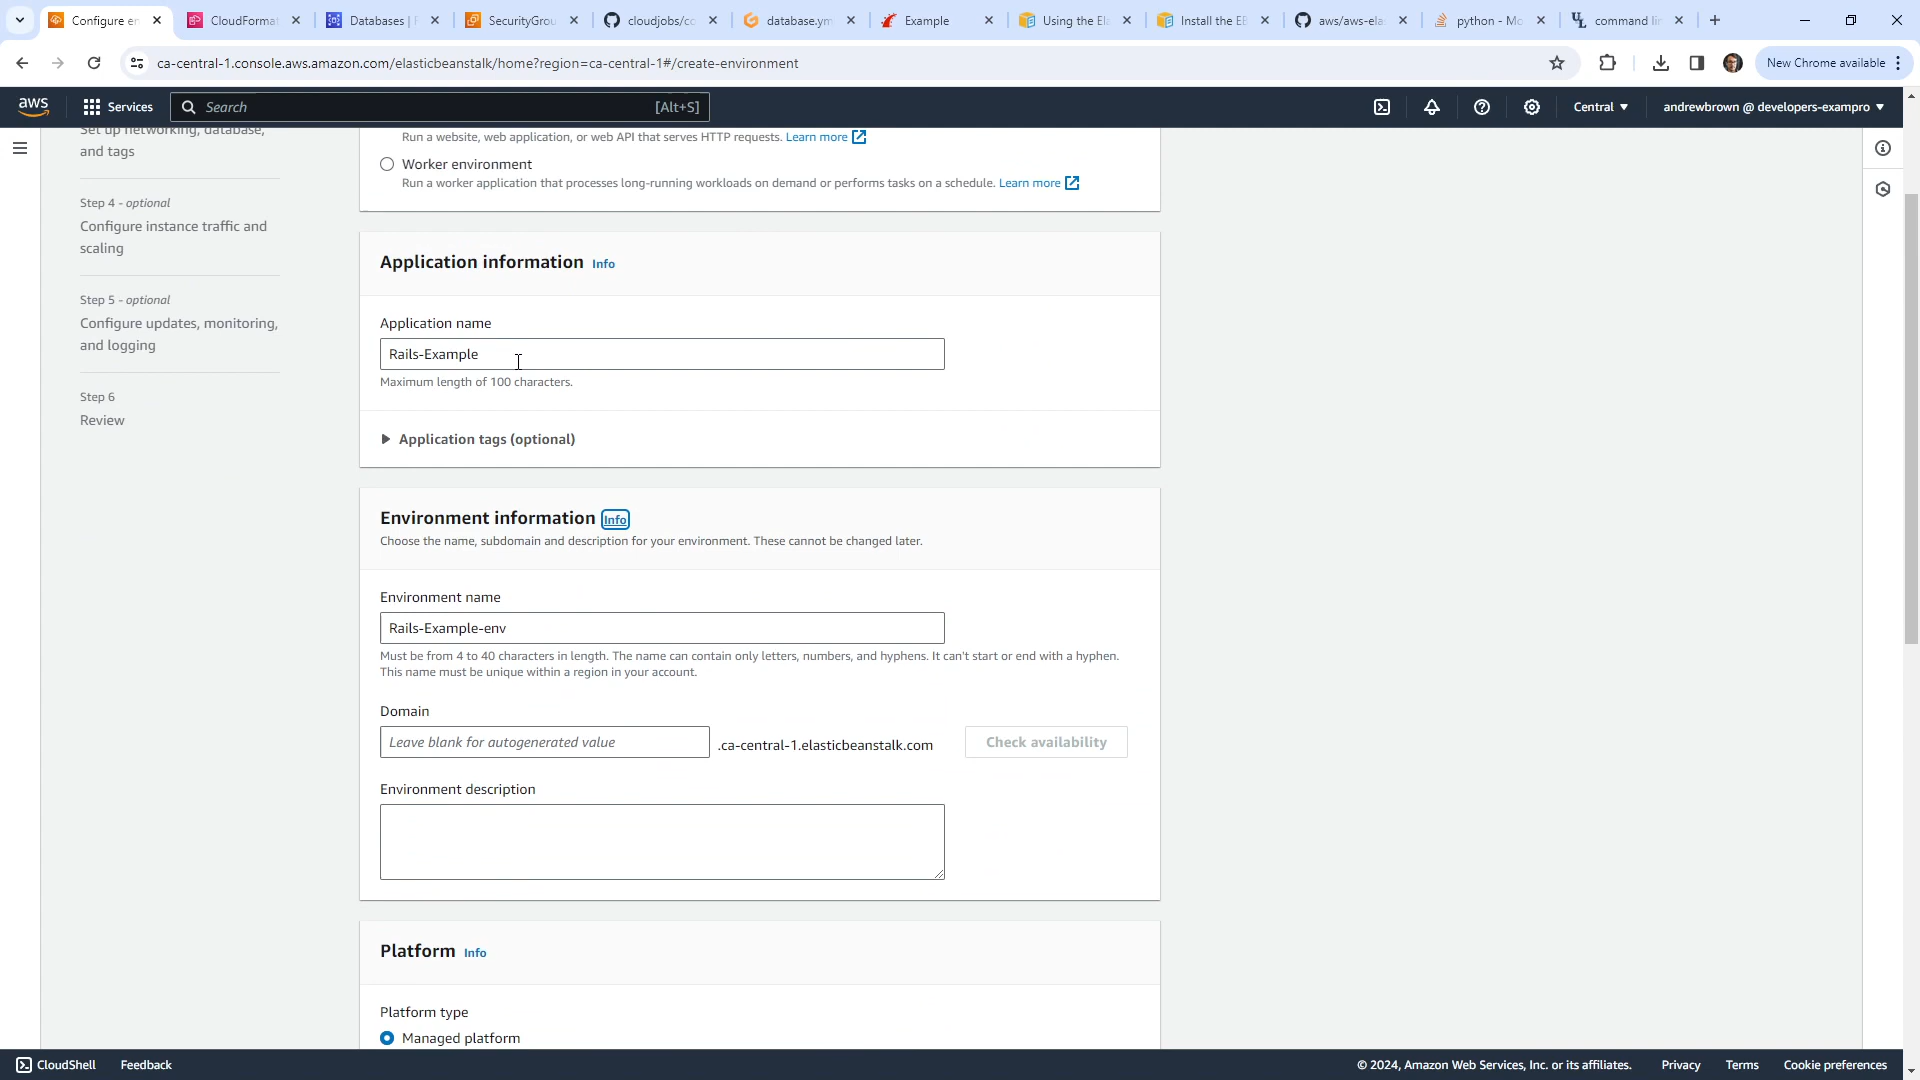 Configure en
CloudFormat
Databases | R
SecurityGrou
cloudjobs/co
database.ym
Example
Using the Ela
Install the EB
aws/aws-elas
python - Mo
command lin
ca-central-1.console.aws.amazon.com/elasticbeanstalk/home?region=ca-central-1#/create-environment
New Chrome available
aws
Services
Search
[Alt+S]
Central
andrewbrown @ developers-exampro
Set up networking, database,
and tags
Step 4 - optional
Configure instance traffic and
scaling
Step 5 - optional
Configure updates, monitoring,
and logging
Step 6
Review
Run a website, web application, or web API that serves HTTP requests. Learn more
Worker environment
Run a worker application that processes long-running workloads on demand or performs tasks on a schedule. Learn more
Application information Info
Application name
Rails-Example
Maximum length of 100 characters.
Application tags (optional)
Environment information Info
Choose the name, subdomain and description for your environment. These cannot be changed later.
Environment name
Rails-Example-env
Must be from 4 to 40 characters in length. The name can contain only letters, numbers, and hyphens. It can't start or end with a hyphen.
This name must be unique within a region in your account.
Domain
Leave blank for autogenerated value
.ca-central-1.elasticbeanstalk.com
Check availability
Environment description
Platform Info
Platform type
Managed platform
CloudShell
Feedback
© 2024, Amazon Web Services, Inc. or its affiliates.
Privacy
Terms
Cookie preferences